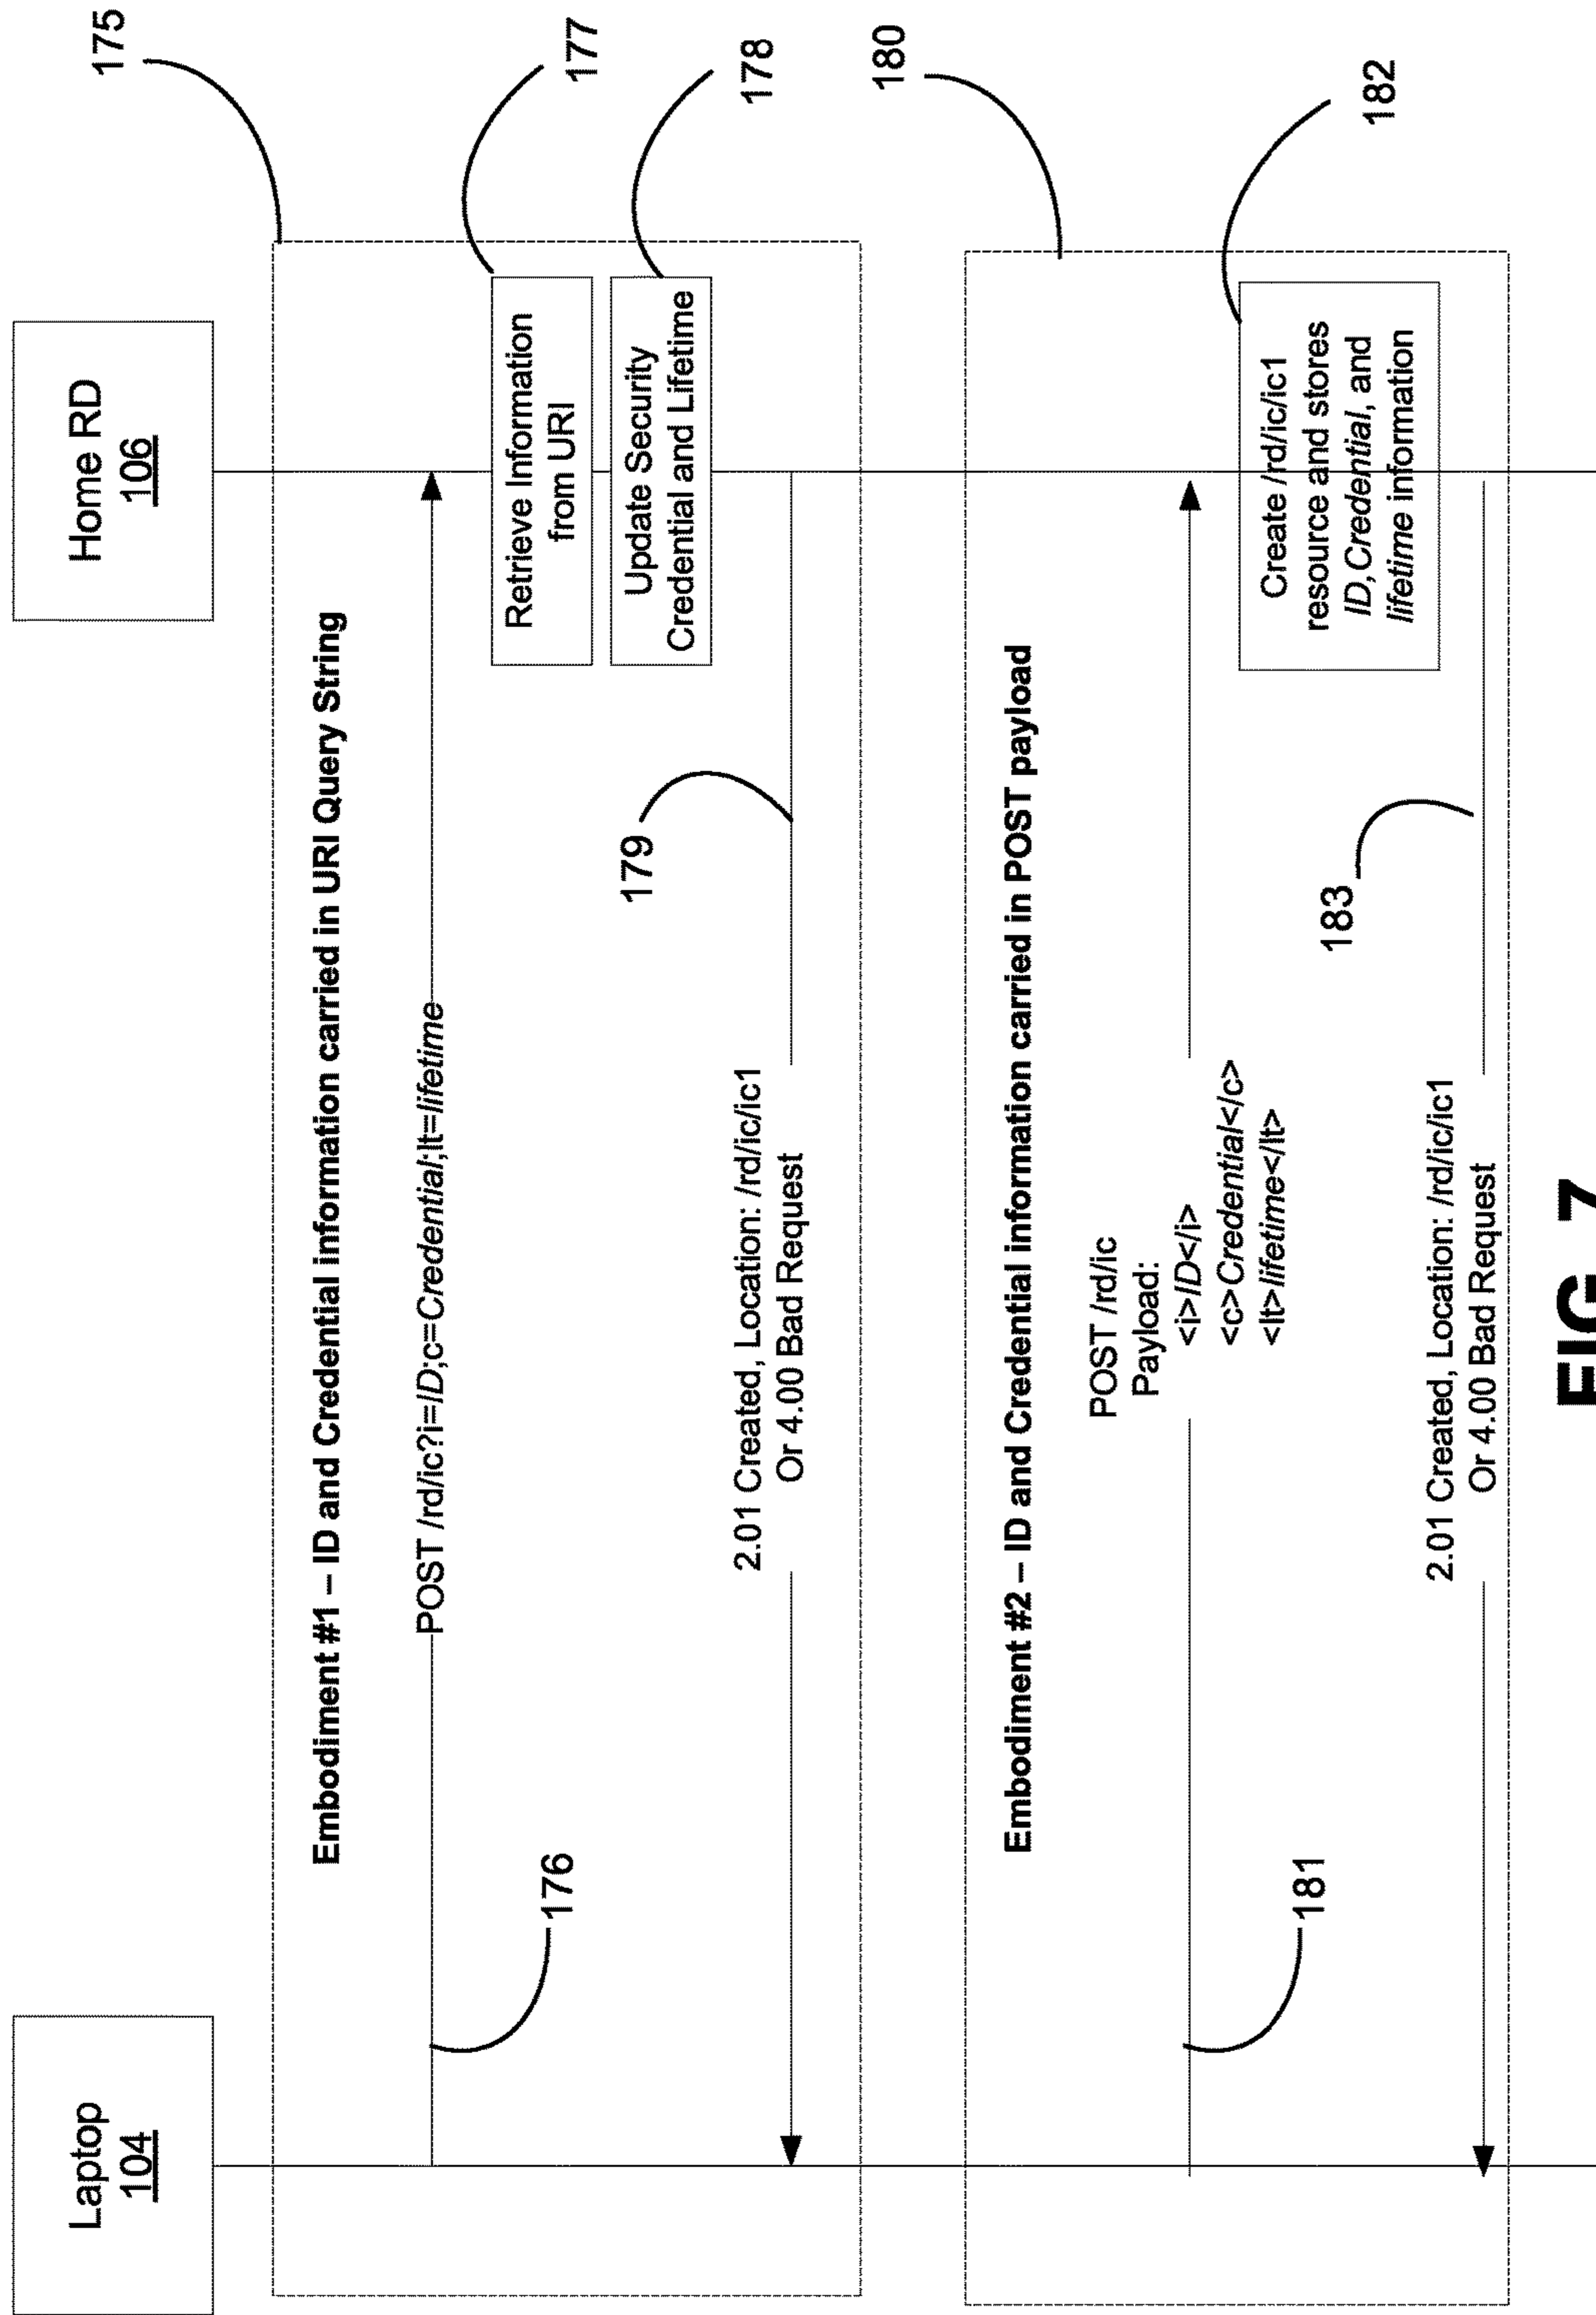 Laptop
104
Home RD
106
175
Embodiment #1 – ID and Credential information carried in URI Query String
POST /rd/ic?i=ID;c=Credential;lt=lifetime
176
Retrieve Information
from URI
177
Update Security
Credential and Lifetime
178
2.01 Created, Location: /rd/ic/ic1
Or 4.00 Bad Request
179
180
Embodiment #2 – ID and Credential information carried in POST payload
POST /rd/ic
Payload:
<i>ID</i>
<c>Credential</c>
<lt>lifetime</lt>
181
Create /rd/ic/ic1
resource and stores
ID,Credential, and
lifetime information
182
2.01 Created, Location: /rd/ic/ic1
Or 4.00 Bad Request
183
FIG. 7